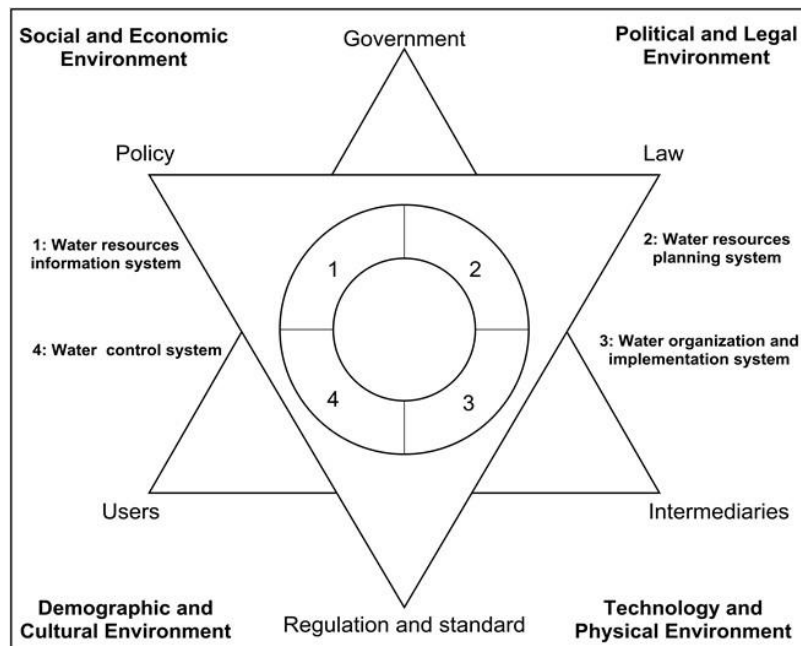 Social and Economic
Environment
Government
Political and Legal
Environment
Policy
Law
1: Water resources
information system
2: Water resources
planning system
1
2
4: Water  control system
3: Water organization and
implementation system
4
3
Users
Intermediaries
Demographic and
Cultural Environment
Regulation and standard
Technology and
Physical Environment